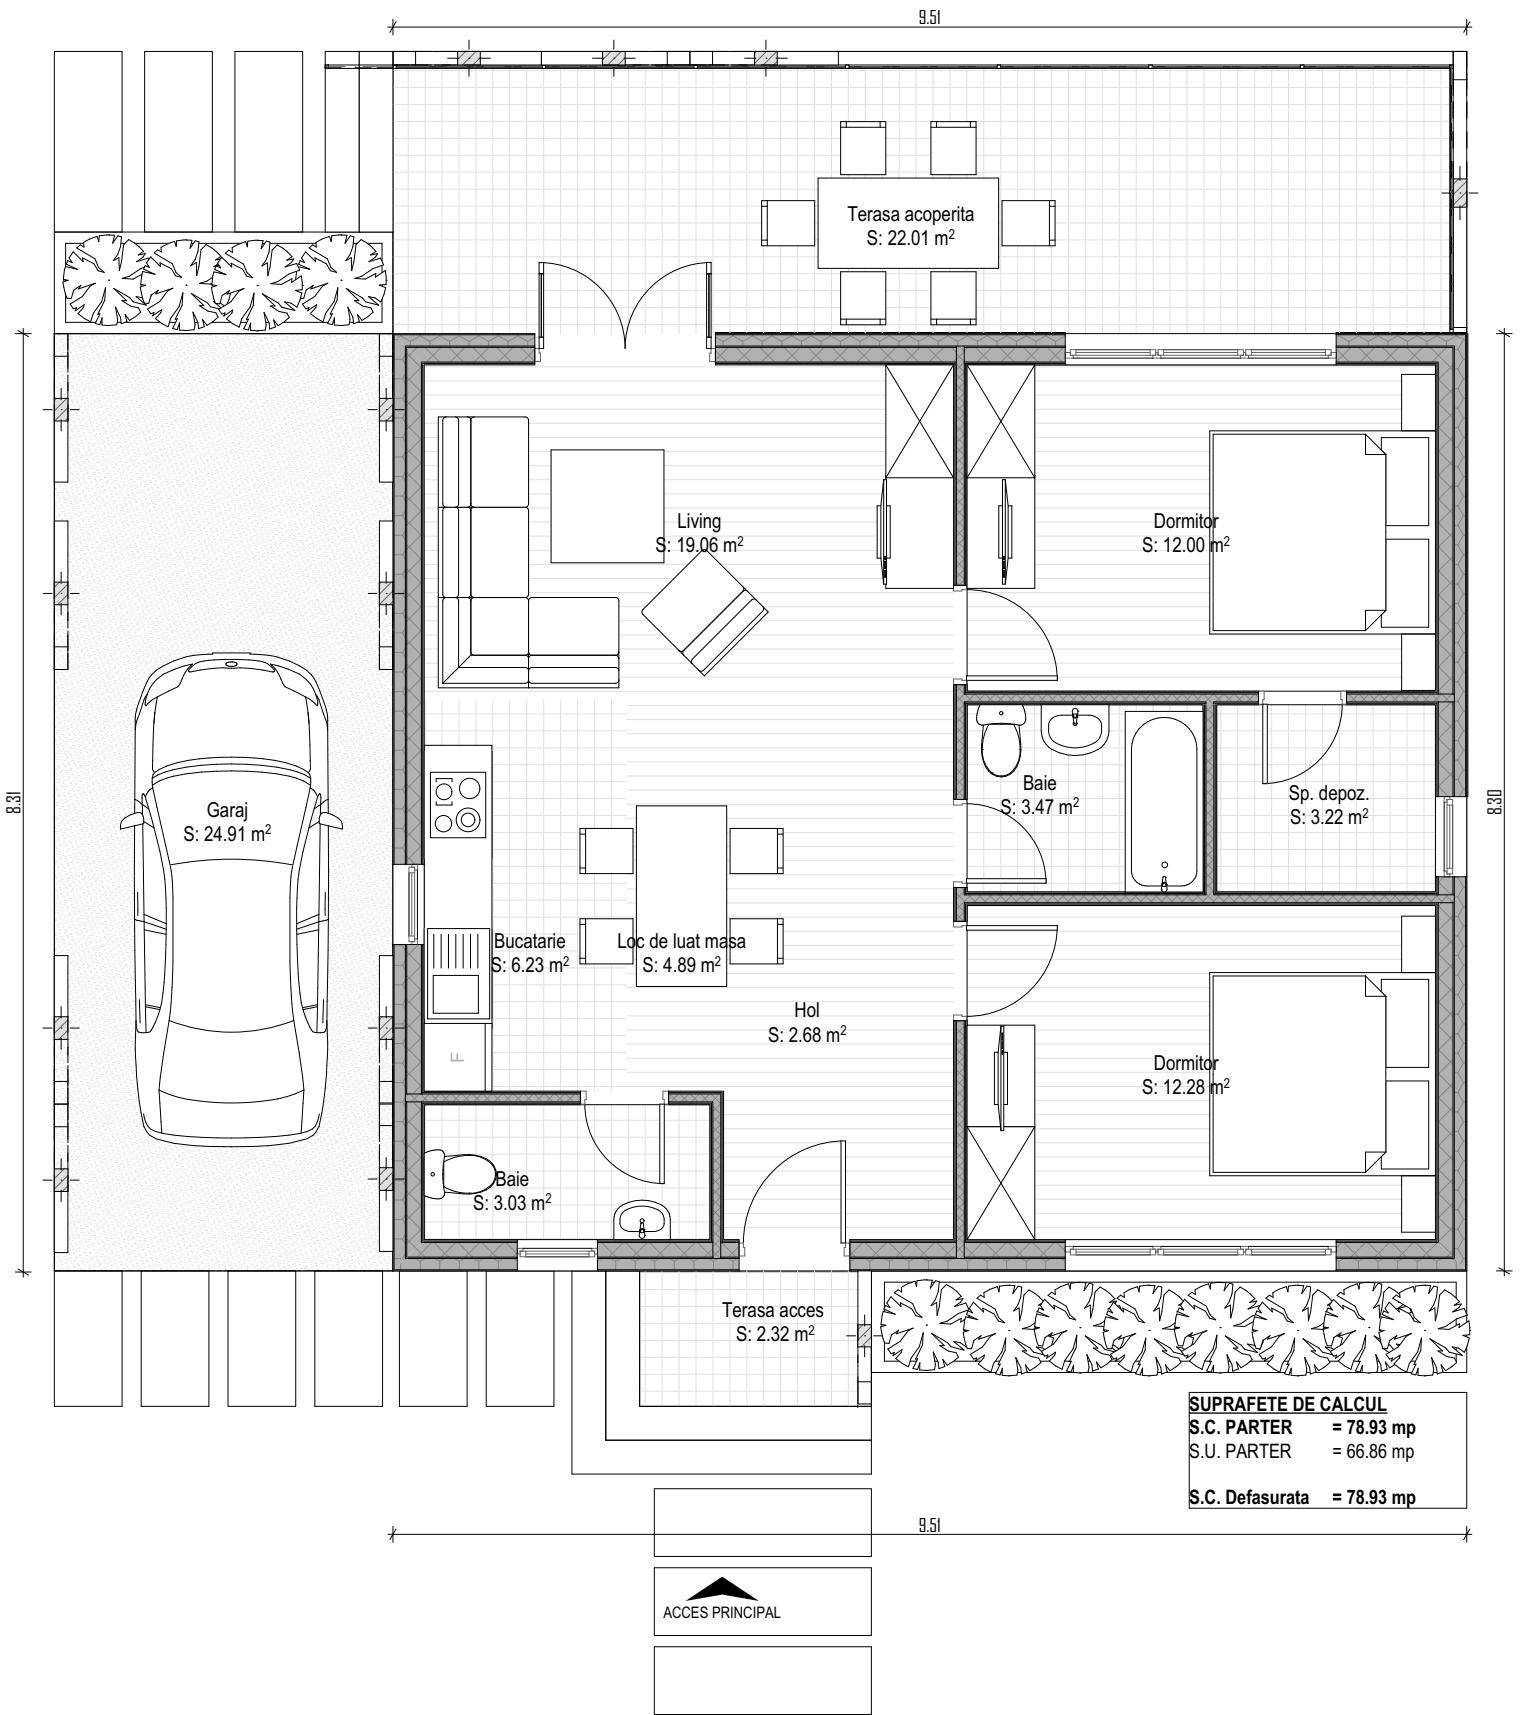 9.51
Terasa acoperita
S: 22.01 m²
Living
S: 19.06 m²
Dormitor
S: 12.00 m²
8.31
Garaj
S: 24.91 m²
Baie
S: 3.47 m²
Sp. depoz.
S: 3.22 m²
8.30
Bucatarie
S: 6.23 m²
Loc de luat masa
S: 4.89 m²
Hol
S: 2.68 m²
F
Dormitor
S: 12.28 m²
Baie
S: 3.03 m²
Terasa acces
S: 2.32 m²
SUPRAFETE DE CALCUL
S.C. PARTER = 78.93 mp
S.U. PARTER = 66.86 mp
S.C. Defasurata = 78.93 mp
9.51
ACCES PRINCIPAL